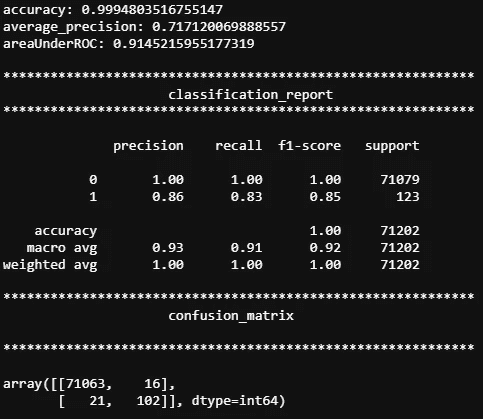 accuracy: 0.9994803516755147
average_precision: 0.717120069888557
areaUnderROC: 0.9145215955177319
************************************************************
classification_report
************************************************************
precision recall f1-score support
0 1.00 1.00 1.00 71079
1 0.86 0.83 0.85 123
accuracy 1.00 71202
macro avg 0.93 0.91 0.92 71202
weighted avg 1.00 1.00 1.00 71202
************************************************************
confusion_matrix
************************************************************
array([[71063, 16],
[ 21, 102]], dtype=int64)